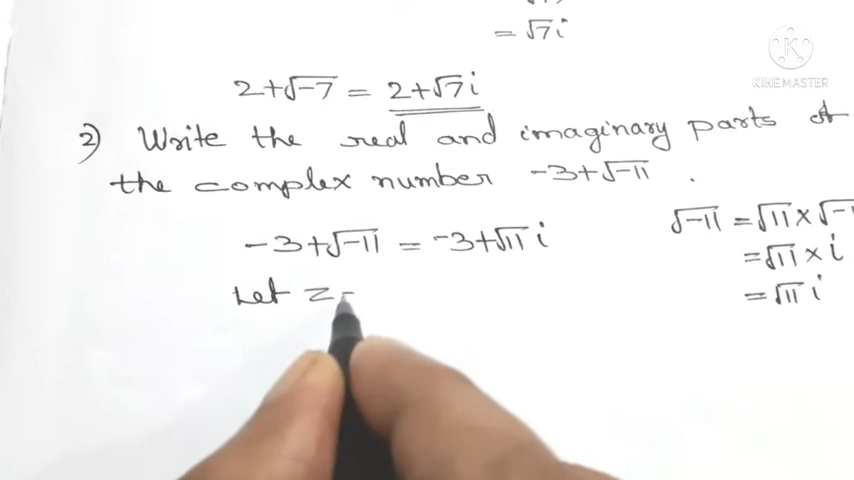 = √7i
2+√-7 = 2+√7i
2) Write the real and imaginary parts of
the complex number -3+√-11 .
-3+√-11 = -3+√11 i
√-11 = √11 × √-1
= √11 × i
= √11 i
Let z =
KINEMASTER